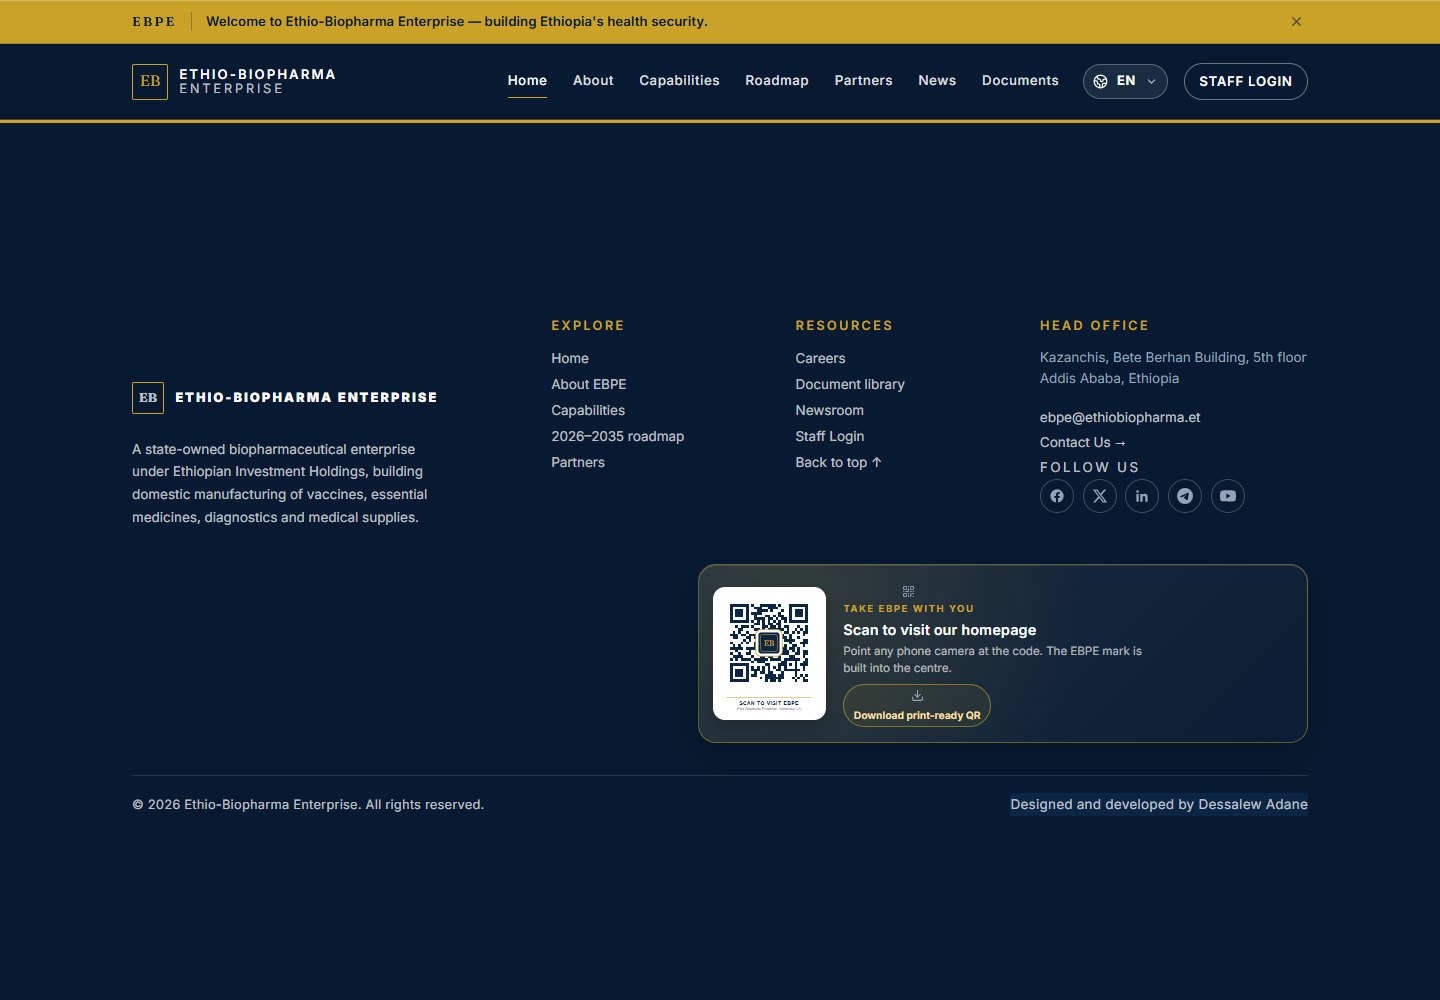 EBPE
Welcome to Ethio-Biopharma Enterprise — building Ethiopia's health security.
EB
ETHIO-BIOPHARMA
ENTERPRISE
Home
About
Capabilities
Roadmap
Partners
News
Documents
EN
STAFF LOGIN
EB
ETHIO-BIOPHARMA ENTERPRISE
A state-owned biopharmaceutical enterprise
under Ethiopian Investment Holdings, building
domestic manufacturing of vaccines, essential
medicines, diagnostics and medical supplies.
EXPLORE
Home
About EBPE
Capabilities
2026–2035 roadmap
Partners
RESOURCES
Careers
Document library
Newsroom
Staff Login
Back to top ↑
HEAD OFFICE
Kazanchis, Bete Berhan Building, 5th floor
Addis Ababa, Ethiopia
ebpe@ethiobiopharma.et
Contact Us →
FOLLOW US
EB
SCAN TO VISIT EBPE
TAKE EBPE WITH YOU
Scan to visit our homepage
Point any phone camera at the code. The EBPE mark is
built into the centre.
Download print-ready QR
© 2026 Ethio-Biopharma Enterprise. All rights reserved.
Designed and developed by Dessalew Adane